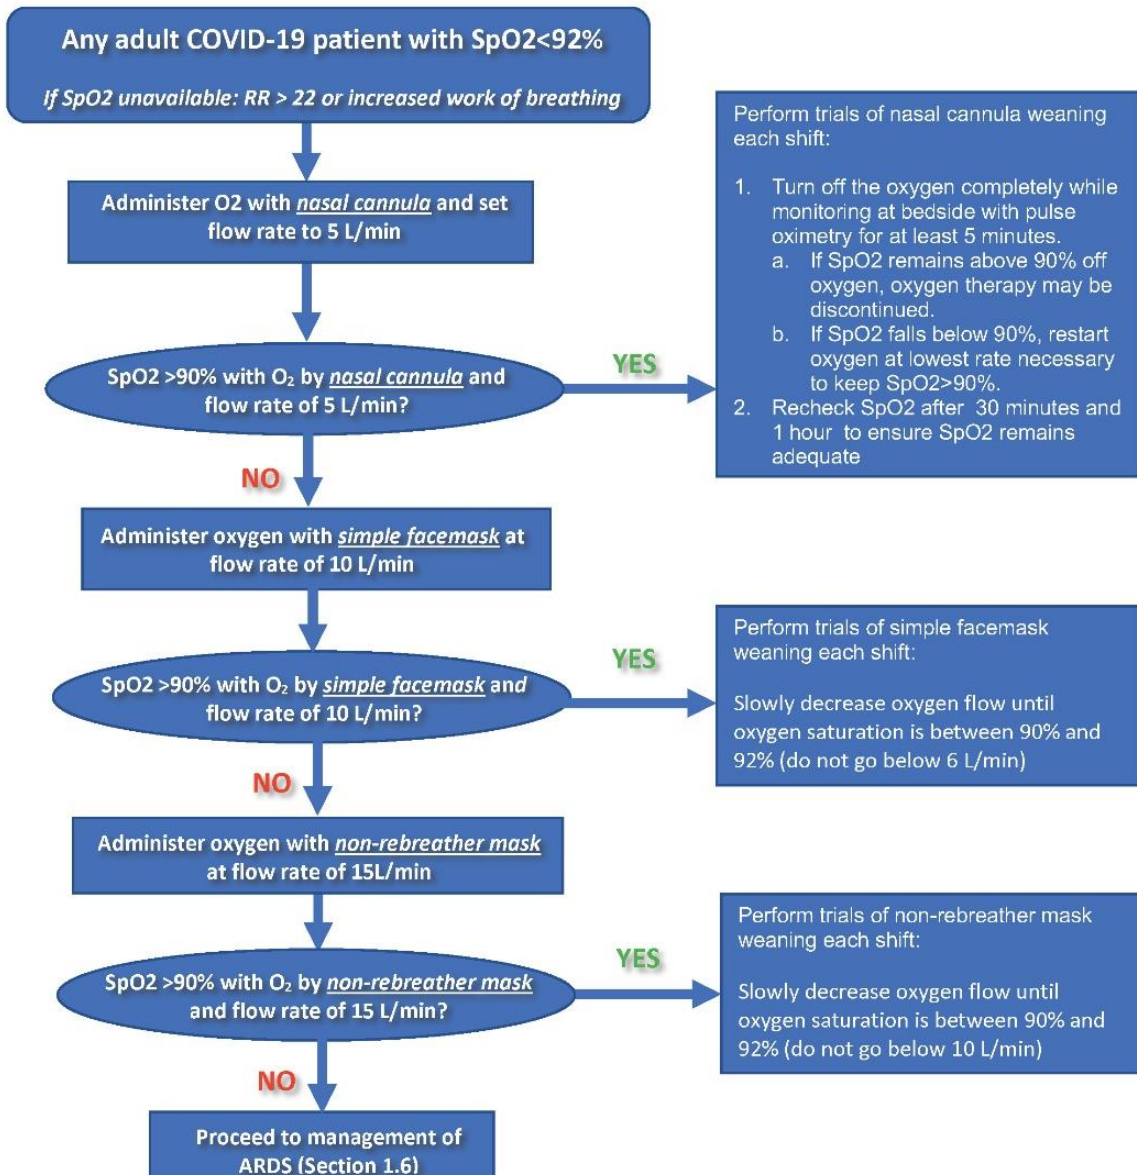 Any adult COVID-19 patient with SpO2<92%
If SpO2 unavailable: RR > 22 or increased work of breathing
Administer O2 with nasal cannula and set
flow rate to 5 L/min
SpO2 >90% with O₂ by nasal cannula and
flow rate of 5 L/min?
YES
Perform trials of nasal cannula weaning
each shift:
1. Turn off the oxygen completely while
monitoring at bedside with pulse
oximetry for at least 5 minutes.
a. If SpO2 remains above 90% off
oxygen, oxygen therapy may be
discontinued.
b. If SpO2 falls below 90%, restart
oxygen at lowest rate necessary
to keep SpO2>90%.
2. Recheck SpO2 after 30 minutes and
1 hour to ensure SpO2 remains
adequate
NO
Administer oxygen with simple facemask at
flow rate of 10 L/min
SpO2 >90% with O₂ by simple facemask and
flow rate of 10 L/min?
YES
Perform trials of simple facemask
weaning each shift:
Slowly decrease oxygen flow until
oxygen saturation is between 90% and
92% (do not go below 6 L/min)
NO
Administer oxygen with non-rebreather mask
at flow rate of 15L/min
SpO2 >90% with O₂ by non-rebreather mask
and flow rate of 15 L/min?
YES
Perform trials of non-rebreather mask
weaning each shift:
Slowly decrease oxygen flow until
oxygen saturation is between 90% and
92% (do not go below 10 L/min)
NO
Proceed to management of
ARDS (Section 1.6)